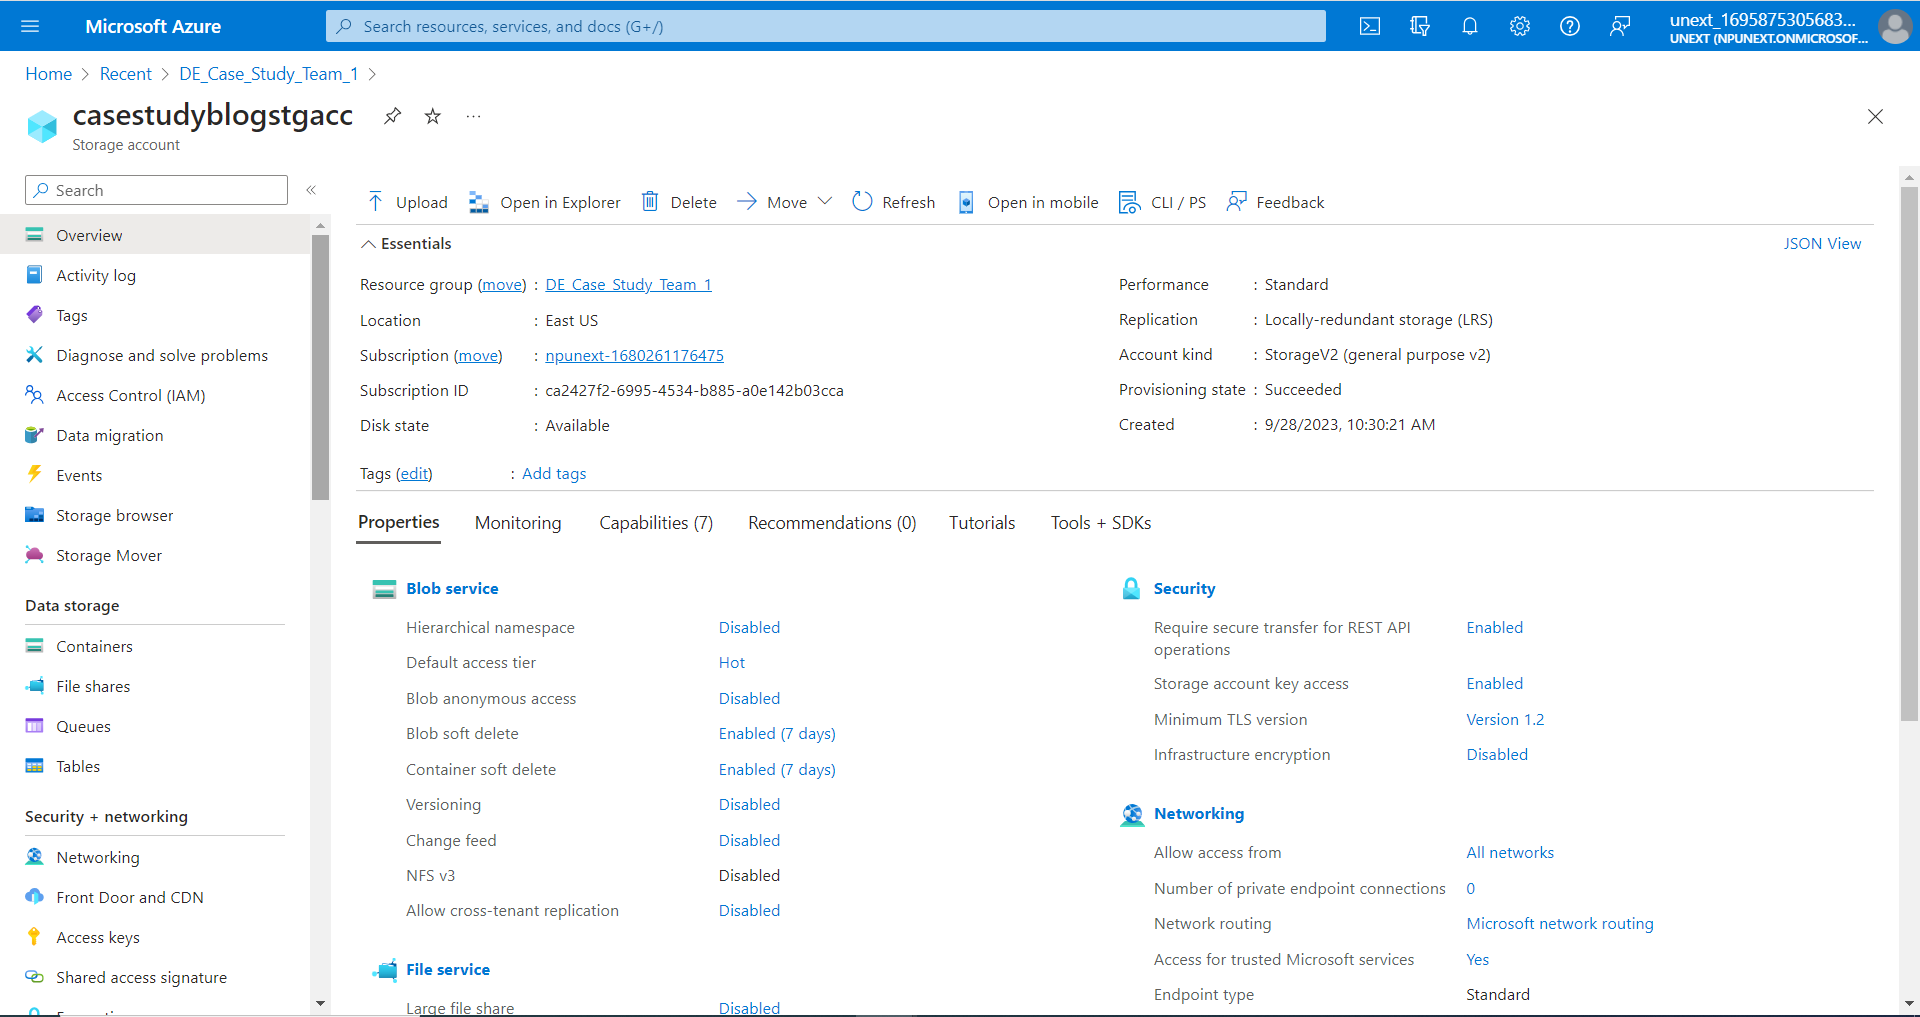 Microsoft Azure
Search resources, services, and docs (G+/)
unext_1695875305683...
UNEXT (NPUNEXT.ONMICROSOF...
Home > Recent > DE_Case_Study_Team_1 >
casestudyblogstgacc
...
Storage account
Search
«
Overview
Activity log
Tags
Diagnose and solve problems
Access Control (IAM)
Data migration
Events
Storage browser
Storage Mover
Data storage
Containers
File shares
Queues
Tables
Security + networking
Networking
Front Door and CDN
Access keys
Shared access signature
Upload Open in Explorer Delete Move Refresh Open in mobile CLI / PS Feedback
Essentials
JSON View
Resource group (move) : DE_Case_Study_Team_1
Location : East US
Subscription (move) : npunext-1680261176475
Subscription ID : ca2427f2-6995-4534-b885-a0e142b03cca
Disk state : Available
Performance : Standard
Replication : Locally-redundant storage (LRS)
Account kind : StorageV2 (general purpose v2)
Provisioning state : Succeeded
Created : 9/28/2023, 10:30:21 AM
Tags (edit) : Add tags
Properties Monitoring Capabilities (7) Recommendations (0) Tutorials Tools + SDKs
Blob service
Hierarchical namespace Disabled
Default access tier Hot
Blob anonymous access Disabled
Blob soft delete Enabled (7 days)
Container soft delete Enabled (7 days)
Versioning Disabled
Change feed Disabled
NFS v3 Disabled
Allow cross-tenant replication Disabled
File service
Large file share Disabled
Security
Require secure transfer for REST API Enabled
operations
Storage account key access Enabled
Minimum TLS version Version 1.2
Infrastructure encryption Disabled
Networking
Allow access from All networks
Number of private endpoint connections 0
Network routing Microsoft network routing
Access for trusted Microsoft services Yes
Endpoint type Standard